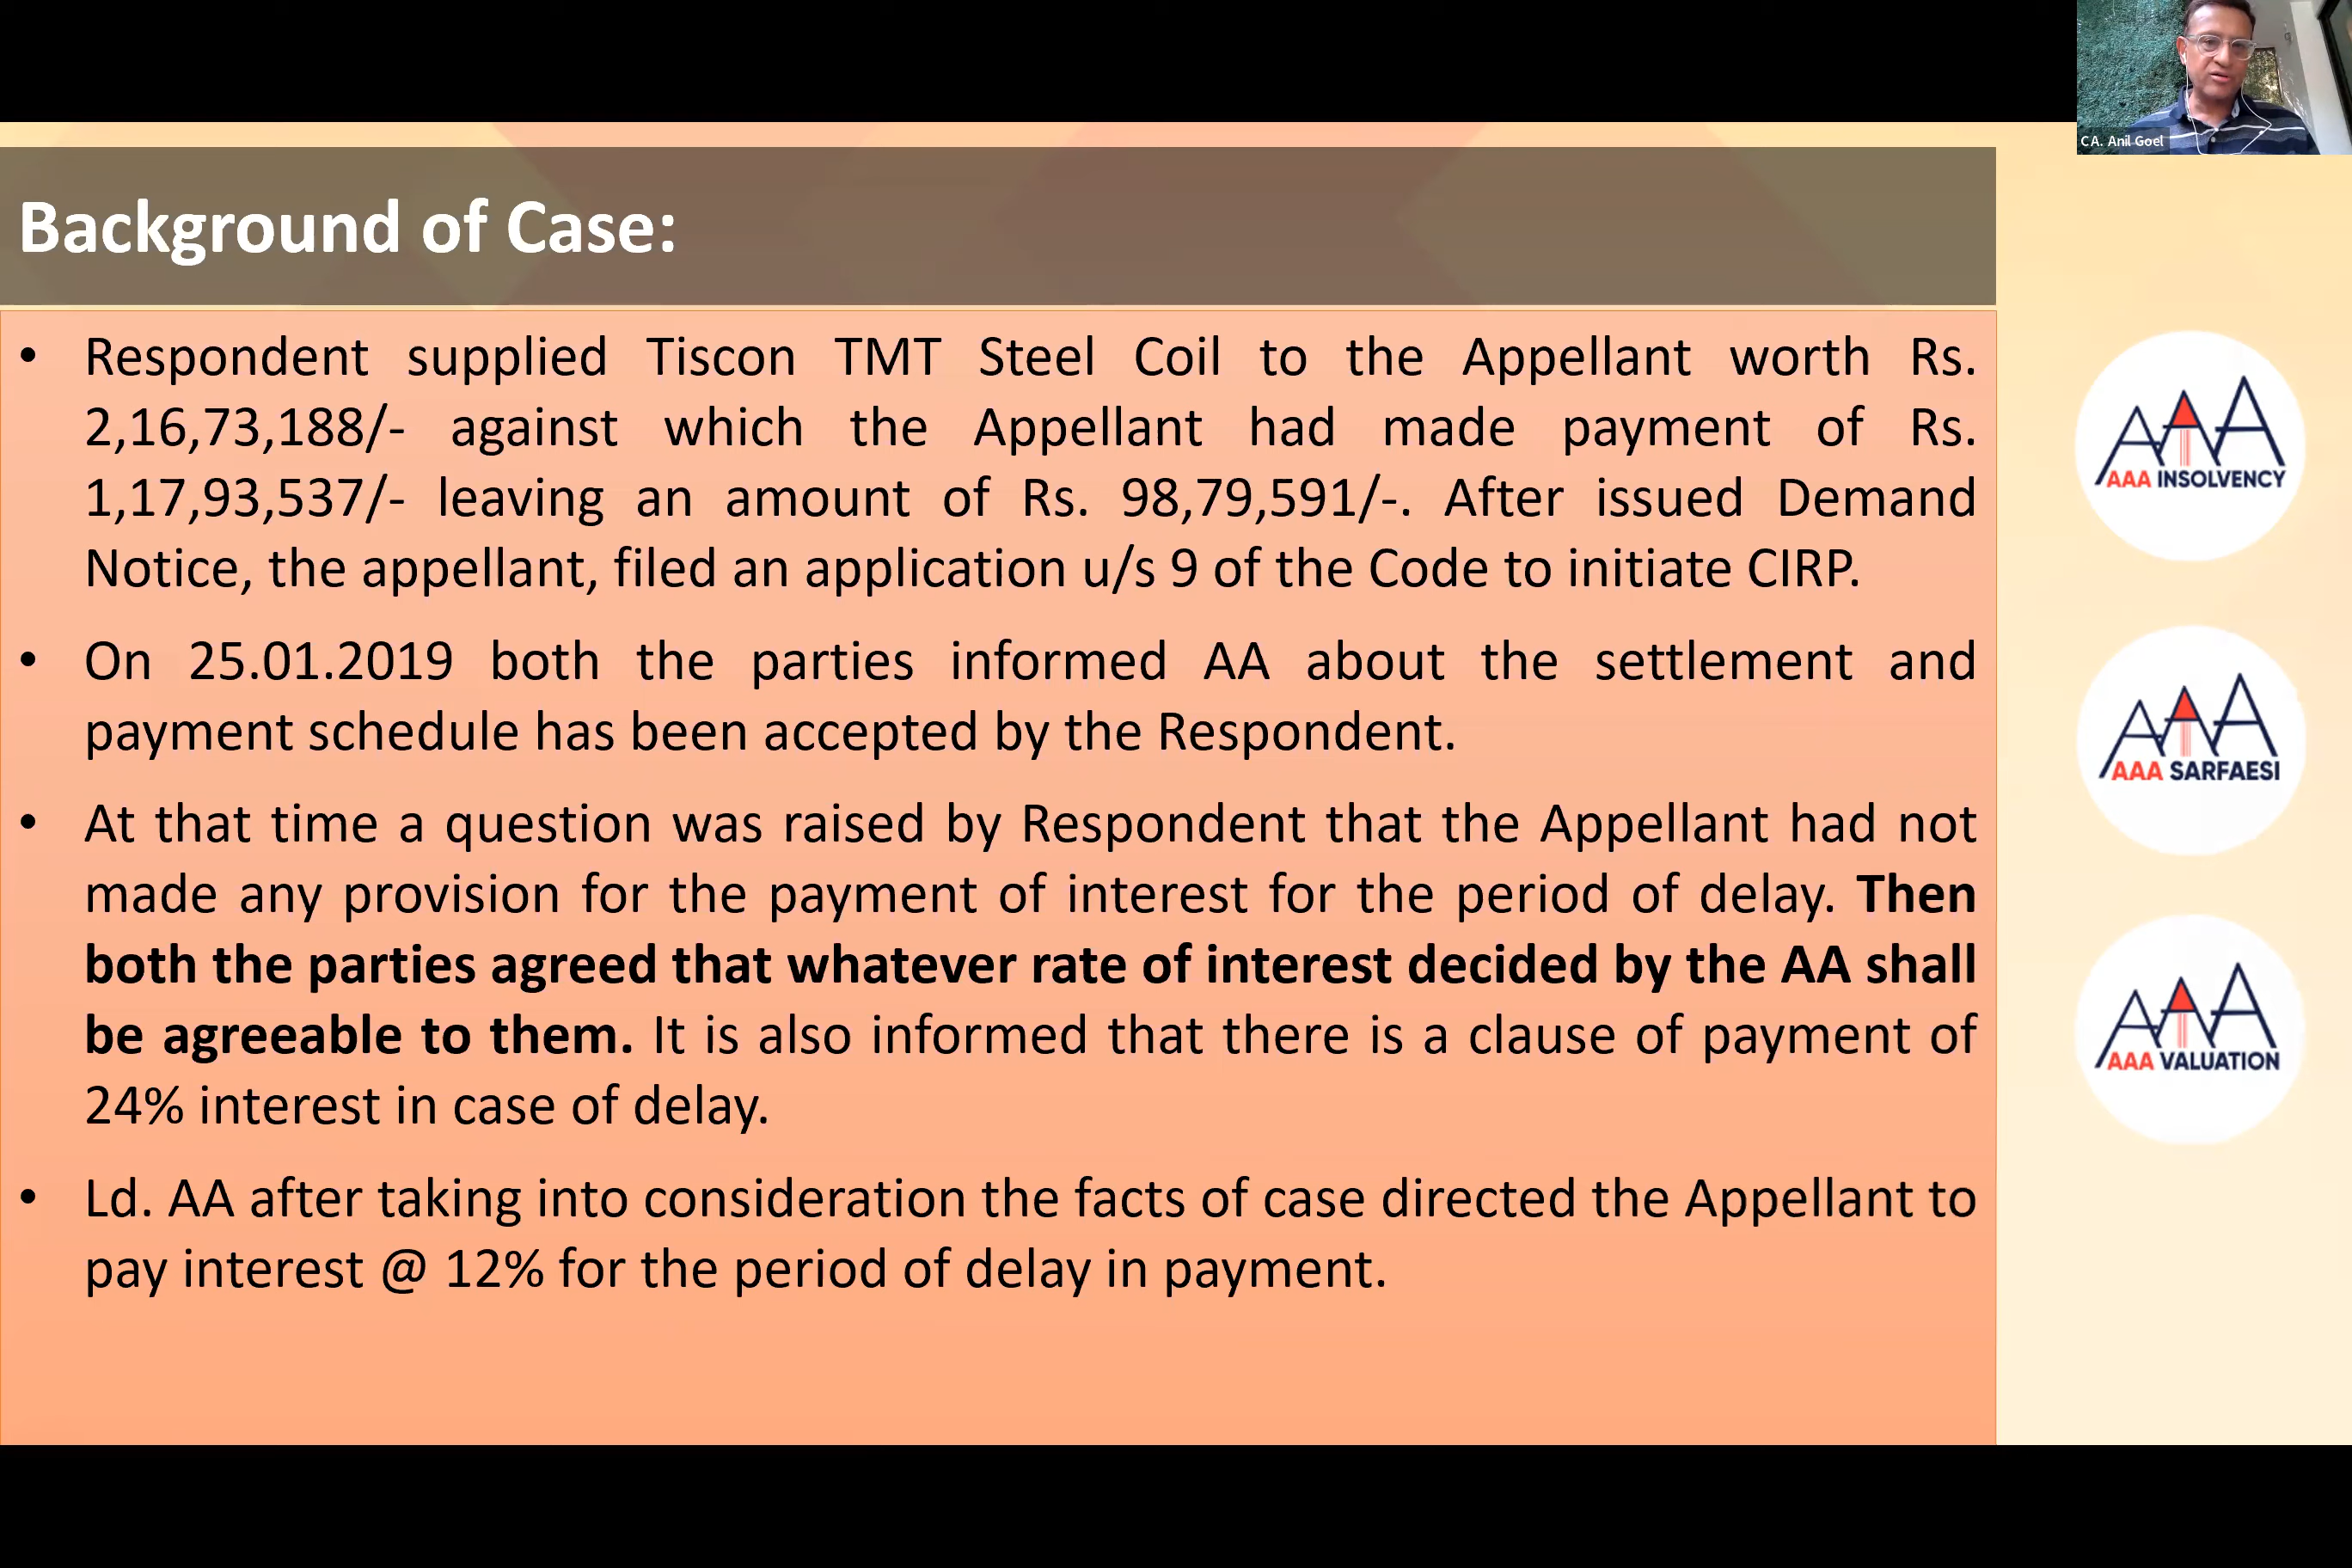 CA. Anil Goel
Background of Case:
• Respondent supplied Tiscon TMT Steel Coil to the Appellant worth Rs.
2,16,73,188/- against which the Appellant had made payment of Rs.
1,17,93,537/- leaving an amount of Rs. 98,79,591/-. After issued Demand
Notice, the appellant, filed an application u/s 9 of the Code to initiate CIRP.
• On 25.01.2019 both the parties informed AA about the settlement and
payment schedule has been accepted by the Respondent.
• At that time a question was raised by Respondent that the Appellant had not
made any provision for the payment of interest for the period of delay. Then
both the parties agreed that whatever rate of interest decided by the AA shall
be agreeable to them. It is also informed that there is a clause of payment of
24% interest in case of delay.
• Ld. AA after taking into consideration the facts of case directed the Appellant to
pay interest @ 12% for the period of delay in payment.
AAA
AAA INSOLVENCY
AAA
AAA SARFAESI
AAA
AAA VALUATION